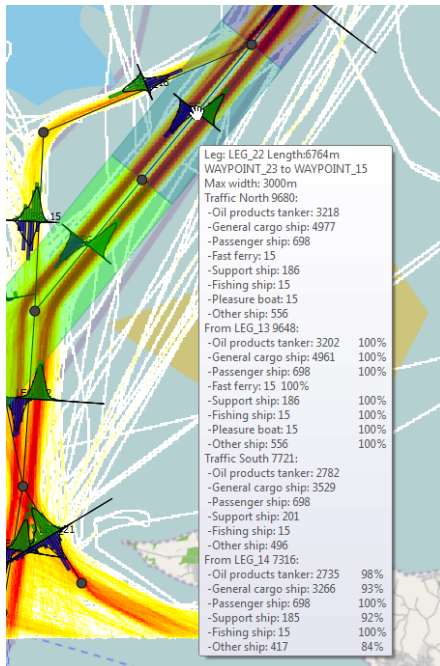 Leg: LEG_22 Length:6764m
WAYPOINT_23 to WAYPOINT_15
Max width: 3000m
Traffic North 9680:
-Oil products tanker: 3218
-General cargo ship: 4977
-Passenger ship: 698
-Fast ferry: 15
-Support ship: 186
-Fishing ship: 15
-Pleasure boat: 15
-Other ship: 556
From LEG_13 9648:
-Oil products tanker: 3202 100%
-General cargo ship: 4961 100%
-Passenger ship: 698 100%
-Fast ferry: 15 100%
-Support ship: 186 100%
-Fishing ship: 15 100%
-Pleasure boat: 15 100%
-Other ship: 556 100%
Traffic South 7721:
-Oil products tanker: 2782
-General cargo ship: 3529
-Passenger ship: 698
-Support ship: 201
-Fishing ship: 15
-Other ship: 496
From LEG_14 7316:
-Oil products tanker: 2735 98%
-General cargo ship: 3266 93%
-Passenger ship: 698 100%
-Support ship: 185 92%
-Fishing ship: 15 100%
-Other ship: 417 84%